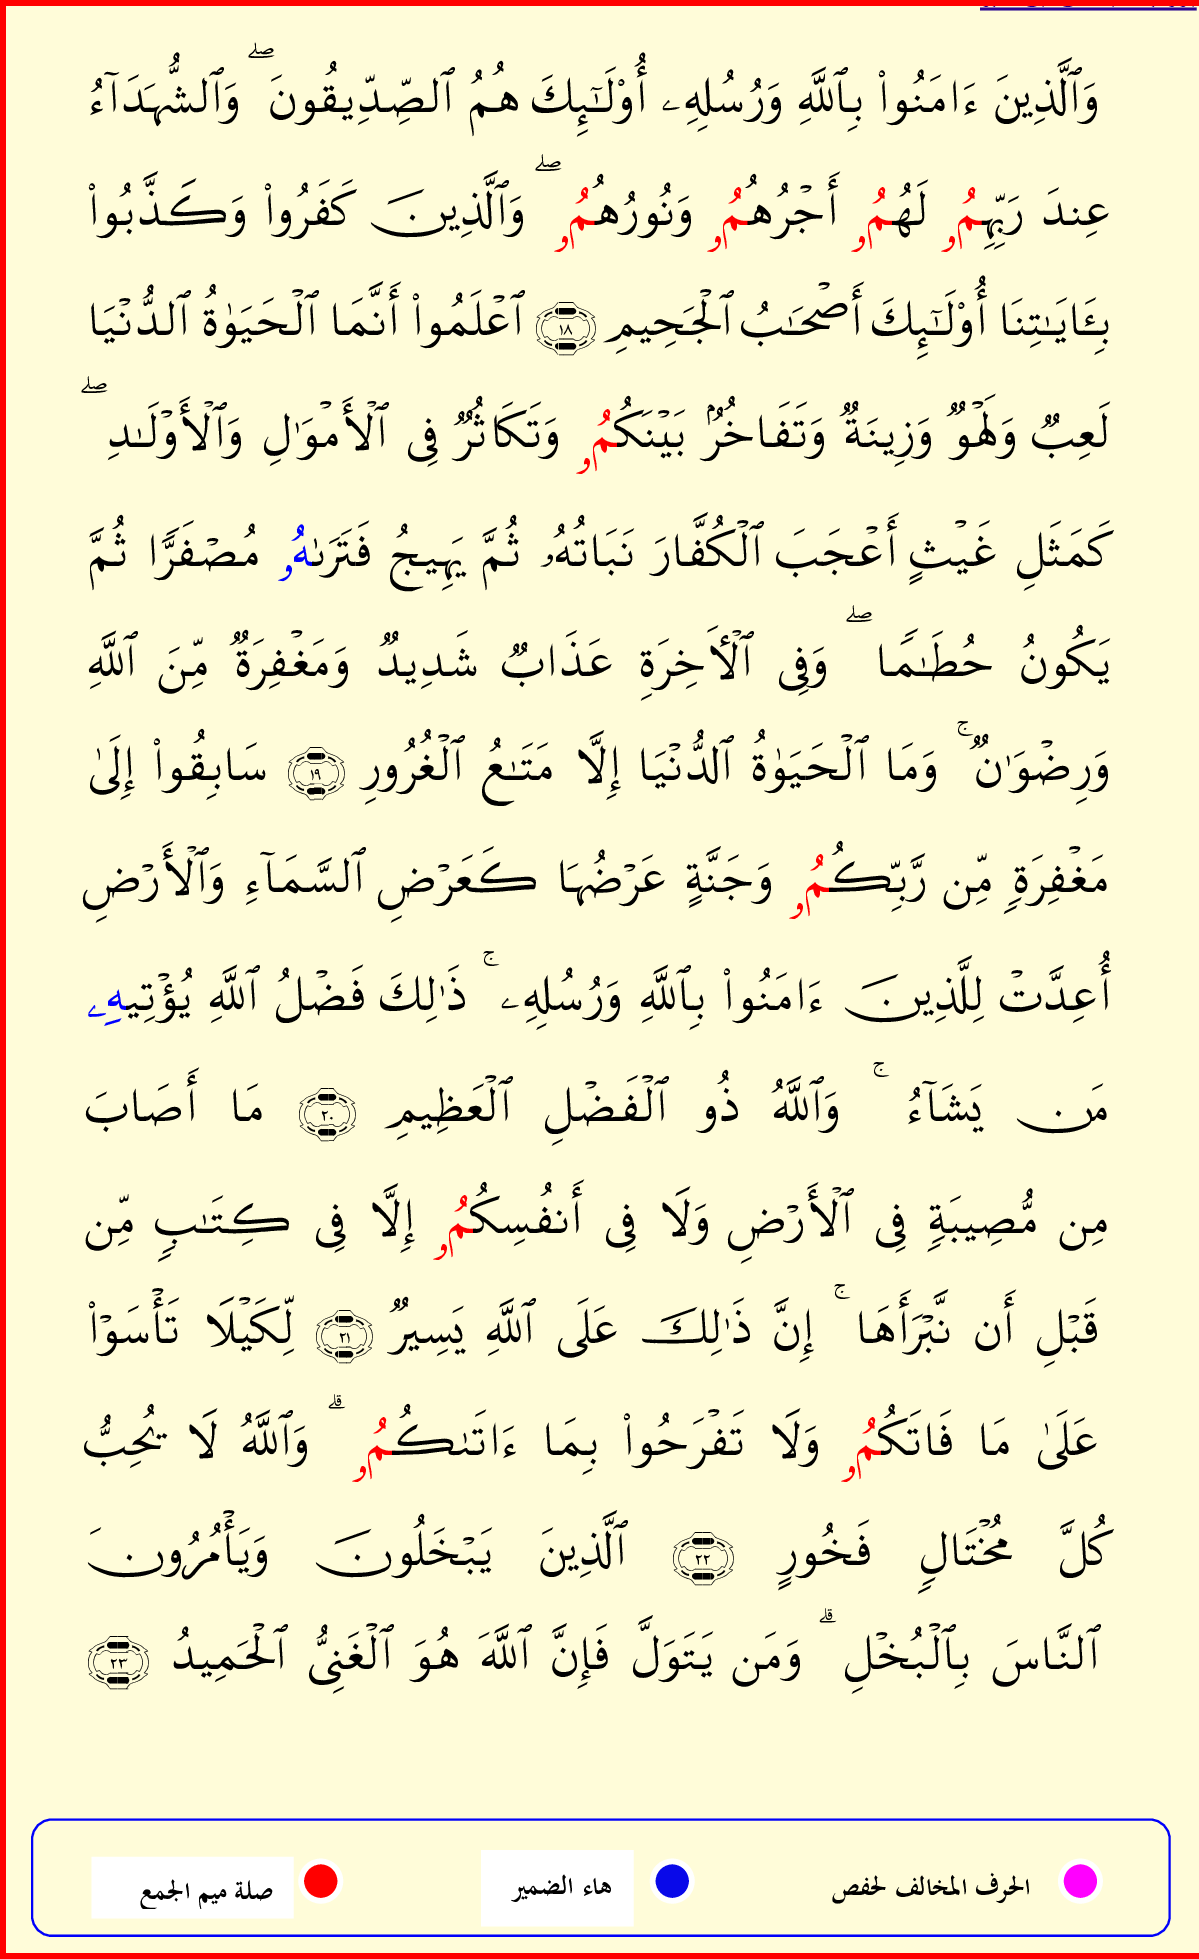 وَٱلَّذِينَ ءَامَنُوا۟ بِٱللَّهِ وَرُسُلِهِۦ أُو۟لَـٰٓئِكَ هُمُ ٱلصِّدِّيقُونَ ۖ وَٱلشُّهَدَآءُ
عِندَ رَبِّهِمُۥ لَهُمُۥ أَجْرُهُمُۥ وَنُورُهُمُۥ ۖ وَٱلَّذِينَ كَفَرُوا۟ وَكَذَّبُوا۟
بِـَٔايَـٰتِنَا أُو۟لَـٰٓئِكَ أَصْحَـٰبُ ٱلْجَحِيمِ ١٨ ٱعْلَمُوا۟ أَنَّمَا ٱلْحَيَوٰةُ ٱلدُّنْيَا
لَعِبٌ وَلَهْوٌ وَزِينَةٌ وَتَفَاخُرٌۢ بَيْنَكُمُۥ وَتَكَاثُرٌ فِى ٱلْأَمْوَٰلِ وَٱلْأَوْلَـٰدِ ۖ
كَمَثَلِ غَيْثٍ أَعْجَبَ ٱلْكُفَّارَ نَبَاتُهُۥ ثُمَّ يَهِيجُ فَتَرَىٰهُۥ مُصْفَرًّا ثُمَّ
يَكُونُ حُطَـٰمًا ۖ وَفِى ٱلْأَخِرَةِ عَذَابٌ شَدِيدٌ وَمَغْفِرَةٌ مِّنَ ٱللَّهِ
وَرِضْوَٰنٌ ۚ وَمَا ٱلْحَيَوٰةُ ٱلدُّنْيَا إِلَّا مَتَـٰعُ ٱلْغُرُورِ ١٩ سَابِقُوا۟ إِلَىٰ
مَغْفِرَةٍ مِّن رَّبِّكُمُۥ وَجَنَّةٍ عَرْضُهَا كَعَرْضِ ٱلسَّمَآءِ وَٱلْأَرْضِ
أُعِدَّتْ لِلَّذِينَ ءَامَنُوا۟ بِٱللَّهِ وَرُسُلِهِۦ ۚ ذَٰلِكَ فَضْلُ ٱللَّهِ يُؤْتِيهِۦ
مَن يَشَآءُ ۚ وَٱللَّهُ ذُو ٱلْفَضْلِ ٱلْعَظِيمِ ٢٠ مَا أَصَابَ
مِن مُّصِيبَةٍ فِى ٱلْأَرْضِ وَلَا فِى أَنفُسِكُمُۥ إِلَّا فِى كِتَـٰبٍ مِّن
قَبْلِ أَن نَّبْرَأَهَا ۚ إِنَّ ذَٰلِكَ عَلَى ٱللَّهِ يَسِيرٌ ٢١ لِّكَيْلَا تَأْسَوْا۟
عَلَىٰ مَا فَاتَكُمُۥ وَلَا تَفْرَحُوا۟ بِمَا ءَاتَىٰكُمُۥ ۗ وَٱللَّهُ لَا يُحِبُّ
كُلَّ مُخْتَالٍ فَخُورٍ ٢٢ ٱلَّذِينَ يَبْخَلُونَ وَيَأْمُرُونَ
ٱلنَّاسَ بِٱلْبُخْلِ ۗ وَمَن يَتَوَلَّ فَإِنَّ ٱللَّهَ هُوَ ٱلْغَنِىُّ ٱلْحَمِيدُ ٢٣
الحرف المخالف لحفص هاء الضمير صلة ميم الجمع